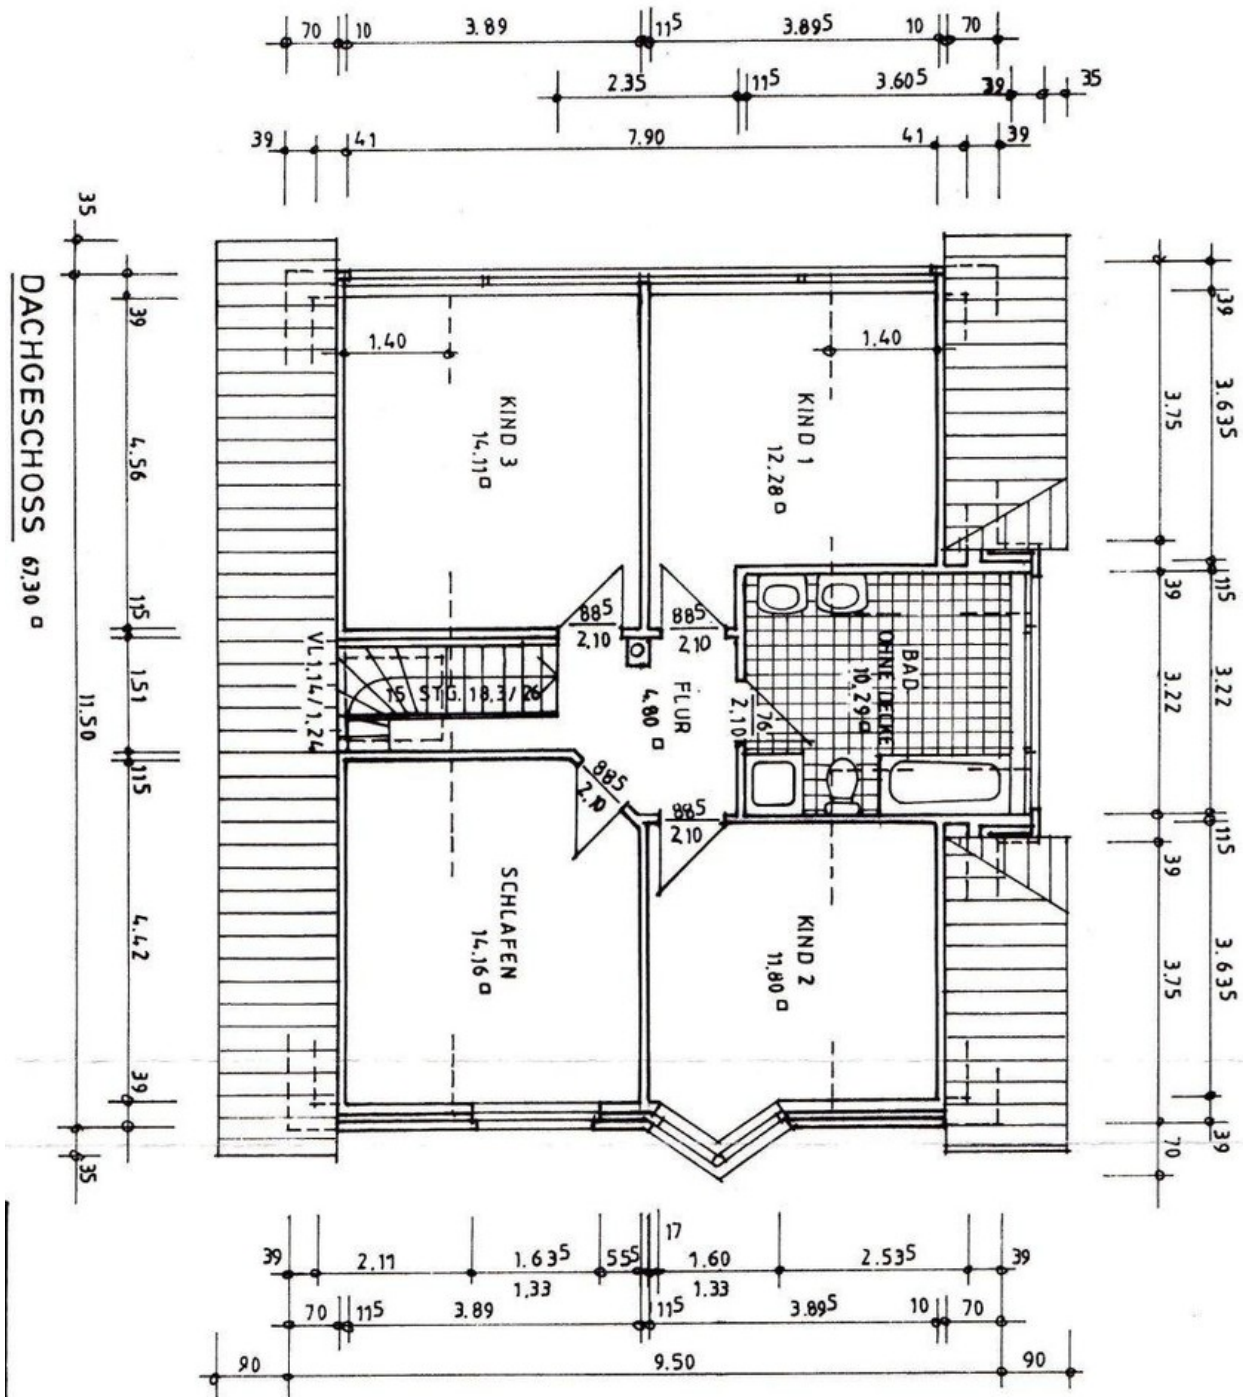 70 10 3.89 11⁵ 3.89⁵ 10 70
2.35 11⁵ 3.60⁵ 39 35
39 41 7.90 41 39
35
11.50
35
39
4.56
11⁵
1.51
11⁵
4.42
39
DACHGESCHOSS 67,30 □
1.40
1.40
KIND 3
14.11 □
KIND 1
12.28 □
88⁵
2.10
88⁵
2.10
VL 1,14/1,24
15 STG. 18,3/26
FLUR
4.80 □
76
2.10
BAD
OHNE DECKE
10,29 □
88⁵
2.10
88⁵
2.10
SCHLAFEN
14.16 □
KIND 2
11,80 □
3.75
39
3.22
39
3.75
70
39
3.635
11⁵
3.22
11⁵
3.635
39
17
39 2.11 1.63⁵ 55⁵ 1.60 2.53⁵ 39
1,33 1.33
70 11⁵ 3.89 11⁵ 3.89⁵ 10 70
90 9.50 90